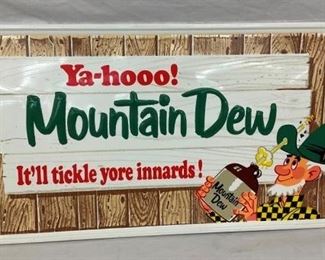 Ya-hooo!
Mountain Dew
It'll tickle yore innards!
Mountain
Dew